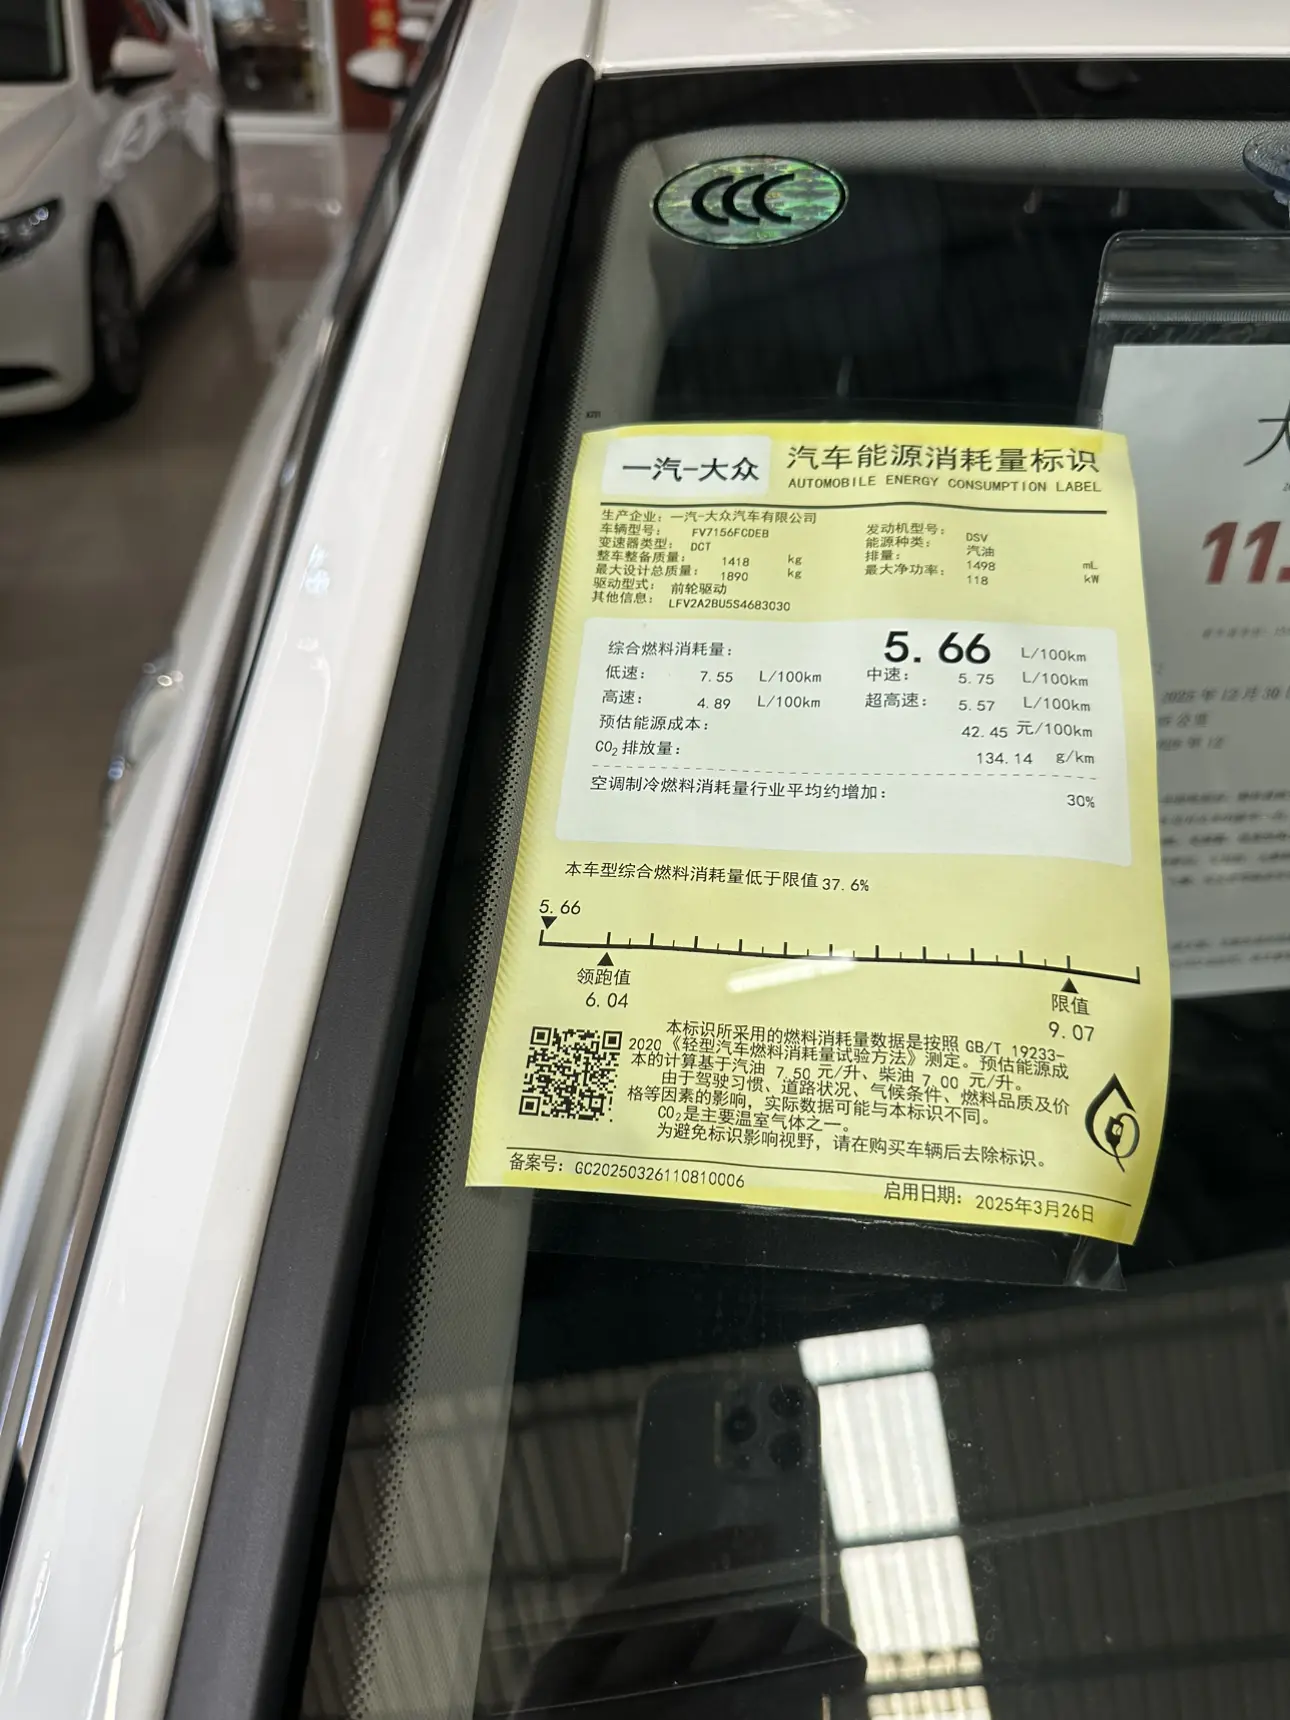 CCC
一汽-大众
汽车能源消耗量标识
AUTOMOBILE ENERGY CONSUMPTION LABEL
生产企业：一汽-大众汽车有限公司
车辆型号： FV7156FCDEB
变速器类型： DCT
整车整备质量： 1418 kg
最大设计总质量： 1890 kg
驱动型式： 前轮驱动
其他信息： LFV2A2BU5S4683030
发动机型号： DSV
能源种类： 汽油
排量： 1498 mL
最大净功率： 118 kW
综合燃料消耗量： 5.66 L/100km
低速： 7.55 L/100km 中速： 5.75 L/100km
高速： 4.89 L/100km 超高速： 5.57 L/100km
预估能源成本： 42.45 元/100km
CO₂排放量： 134.14 g/km
空调制冷燃料消耗量行业平均约增加： 30%
本车型综合燃料消耗量低于限值37.6%
5.66
领跑值
6.04
限值
9.07
本标识所采用的燃料消耗量数据是按照 GB/T 19233-
2020《轻型汽车燃料消耗量试验方法》测定。预估能源成
本的计算基于汽油 7.50 元/升、柴油 7.00 元/升。
由于驾驶习惯、道路状况、气候条件、燃料品质及价
格等因素的影响，实际数据可能与本标识不同。
CO₂是主要温室气体之一。
为避免标识影响视野，请在购买车辆后去除标识。
备案号：GC20250326110810006
启用日期：2025年3月26日
大
11.
2025年12月30